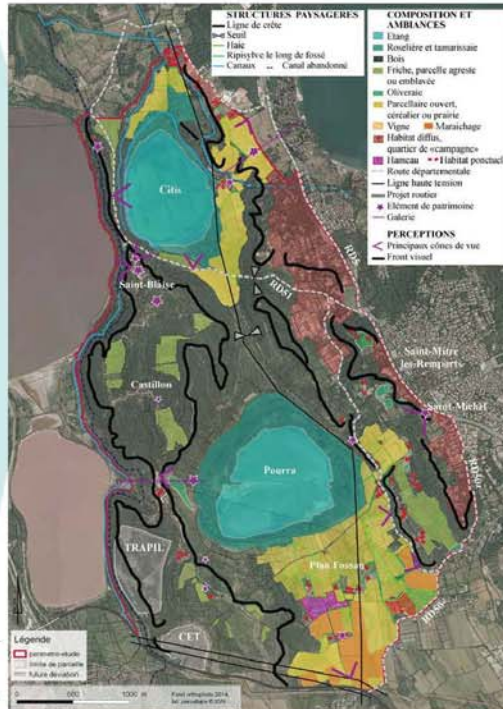 STRUCTURES PAYSAGERES
Ligne de crête
Seuil
Haie
Ripisylve le long de fossé
Canaux -- Canal abandonné
COMPOSITION ET
AMBIANCES
Etang
Roselière et tamarissaie
Bois
Friche, parcelle agreste
ou emblavée
Oliveraie
Parcellaire ouvert,
céréalier ou prairie
Vigne Maraichage
Habitat diffus,
quartier de «campagne»
Hameau Habitat ponctuel
Route départementale
Ligne haute tension
Projet routier
Elément de patrimoine
Galerie
PERCEPTIONS
Principaux cônes de vue
Front visuel
Citis
RD5
RD51
Saint-Blaise
Saint-Mitre
les-Remparts
Castillon
Saint-Michel
Pourra
RD50
TRAPIL
Plan Fossan
CET
Légende
périmètre-étude
limite de parcelle
future déviation
0 600 1200 m